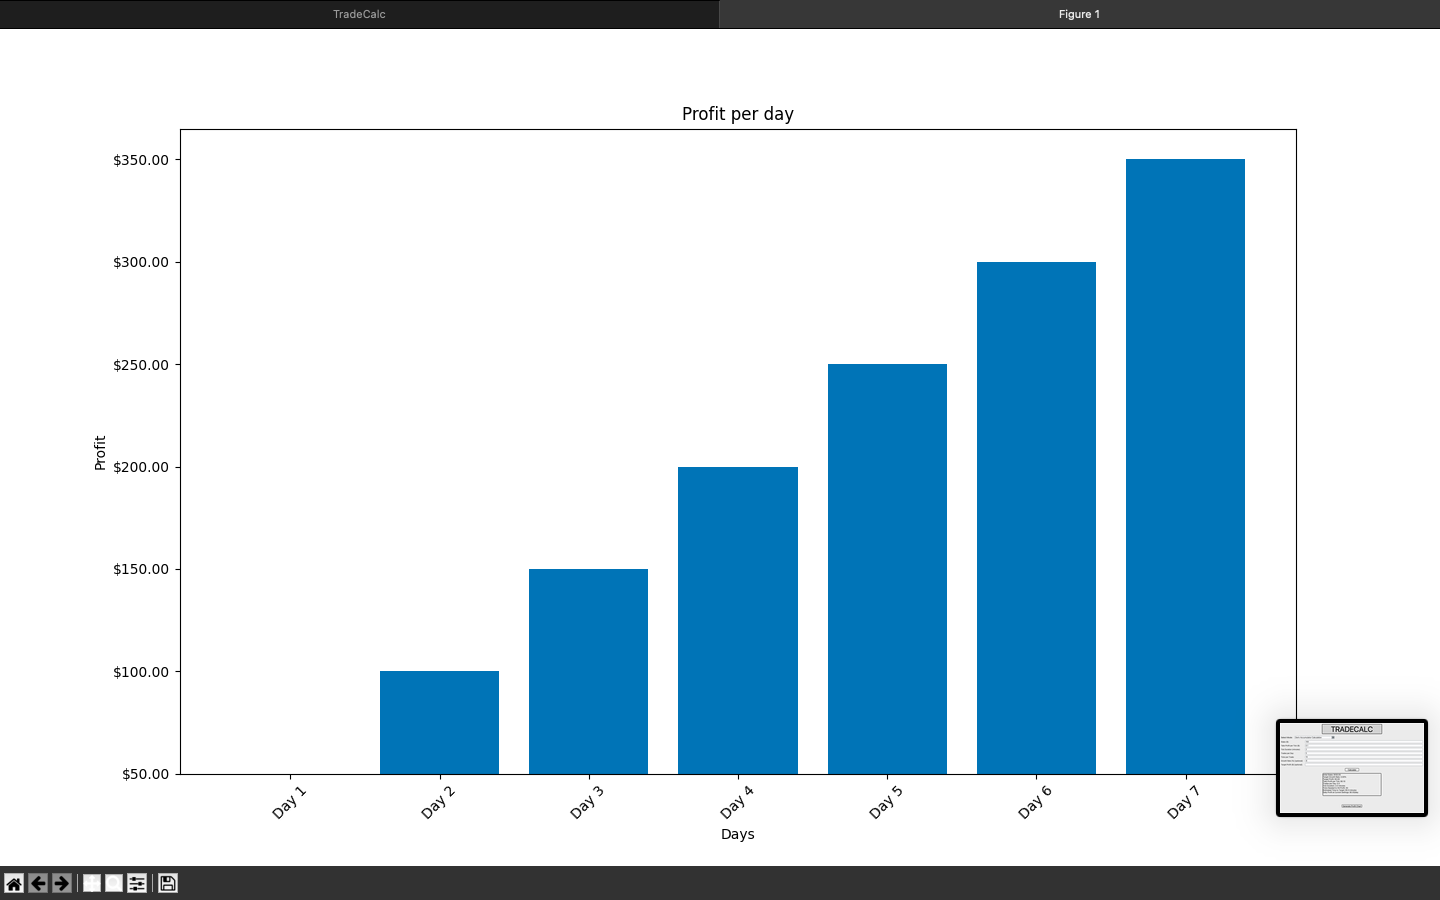 TradeCalc
Figure 1
Profit per day
$350.00
$300.00
$250.00
$200.00
$150.00
$100.00
$50.00
Profit
Day 1
Day 2
Day 3
Day 4
Day 5
Day 6
Day 7
Days
TRADECALC